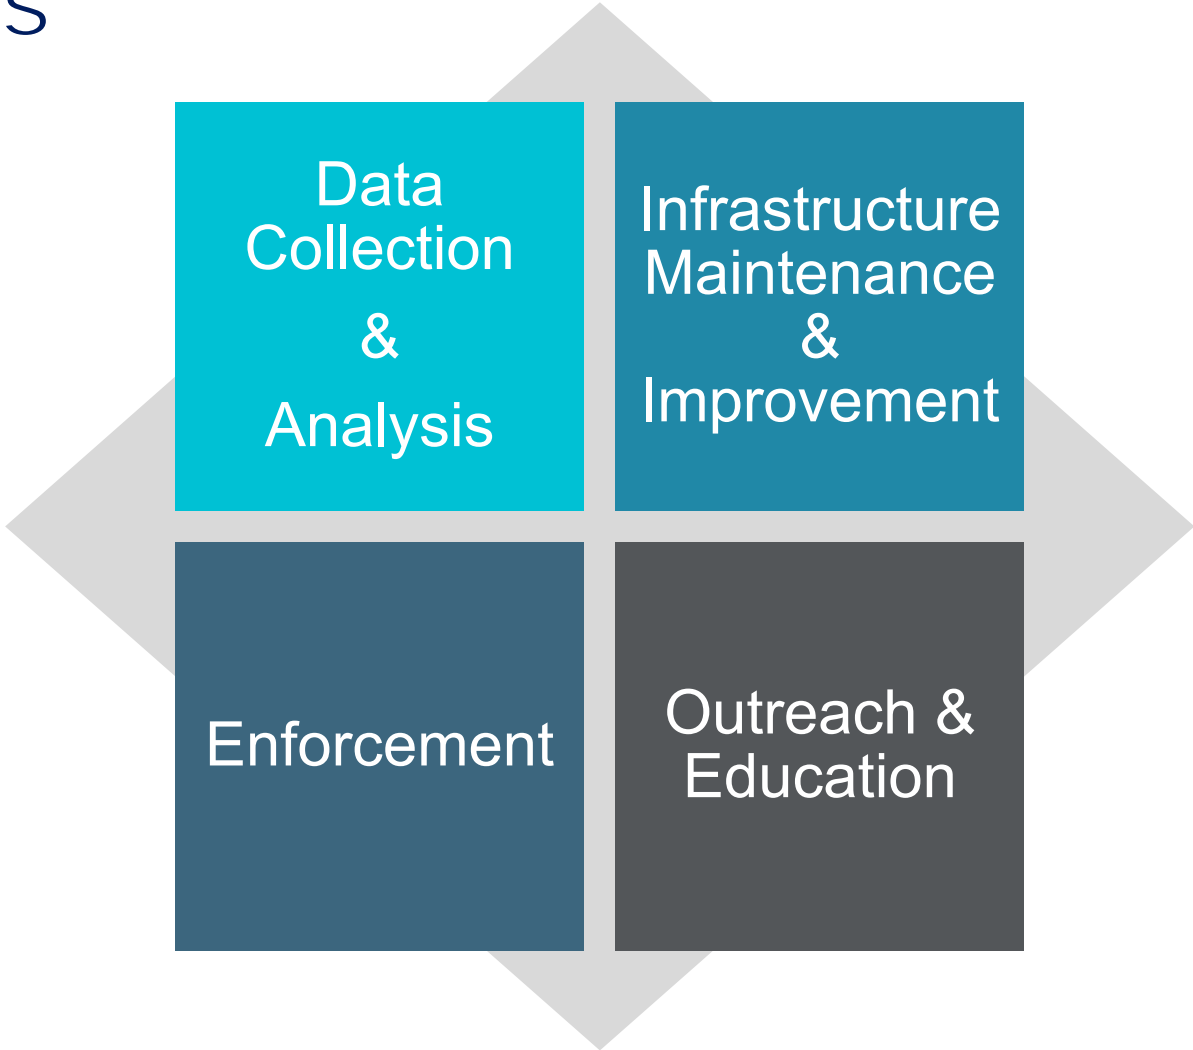 s
Data
Collection
&
Analysis
Infrastructure
Maintenance
&
Improvement
Enforcement
Outreach &
Education